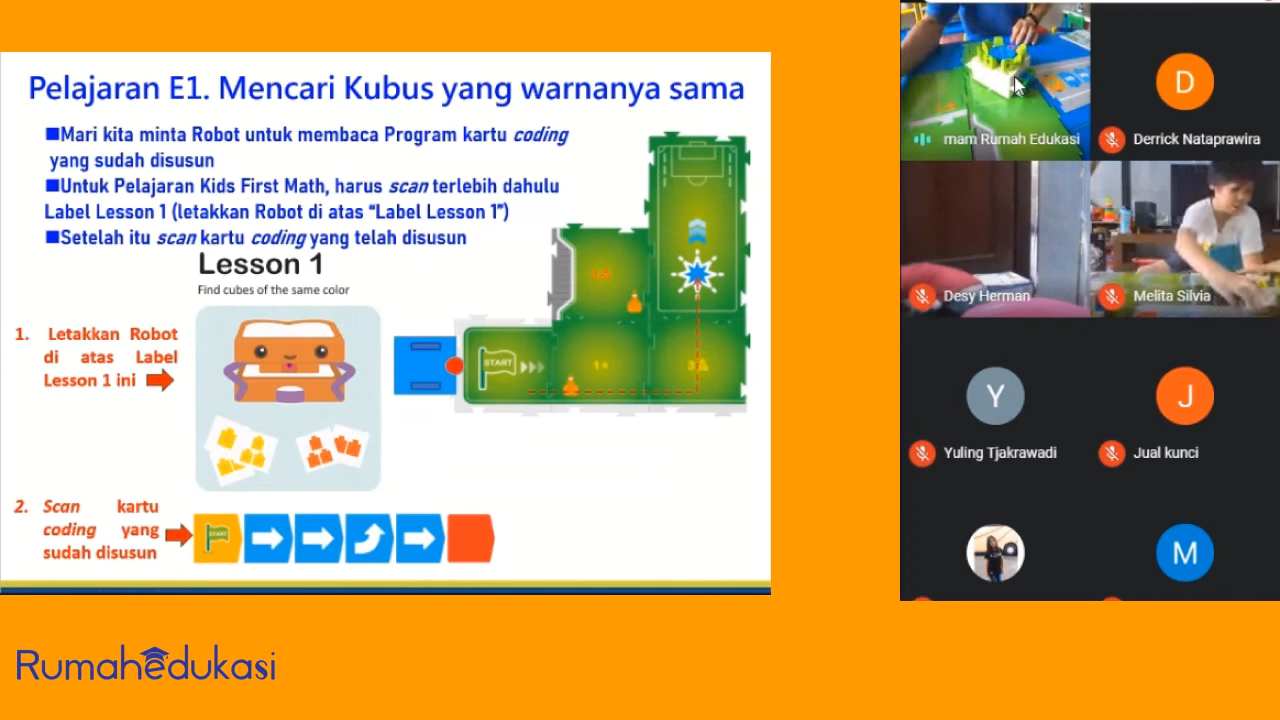 Pelajaran E1. Mencari Kubus yang warnanya sama
■Mari kita minta Robot untuk membaca Program kartu coding
yang sudah disusun
■Untuk Pelajaran Kids First Math, harus scan terlebih dahulu
Label Lesson 1 (letakkan Robot di atas “Label Lesson 1”)
■Setelah itu scan kartu coding yang telah disusun
Lesson 1
Find cubes of the same color
1. Letakkan Robot
di atas Label
Lesson 1 ini
START
2. Scan kartu
coding yang
sudah disusun
START
RumahEdukasi
mam Rumah Edukasi
D
Derrick Nataprawira
Desy Herman
Melita Silvia
Y
Yuling Tjakrawadi
J
Jual kunci
M